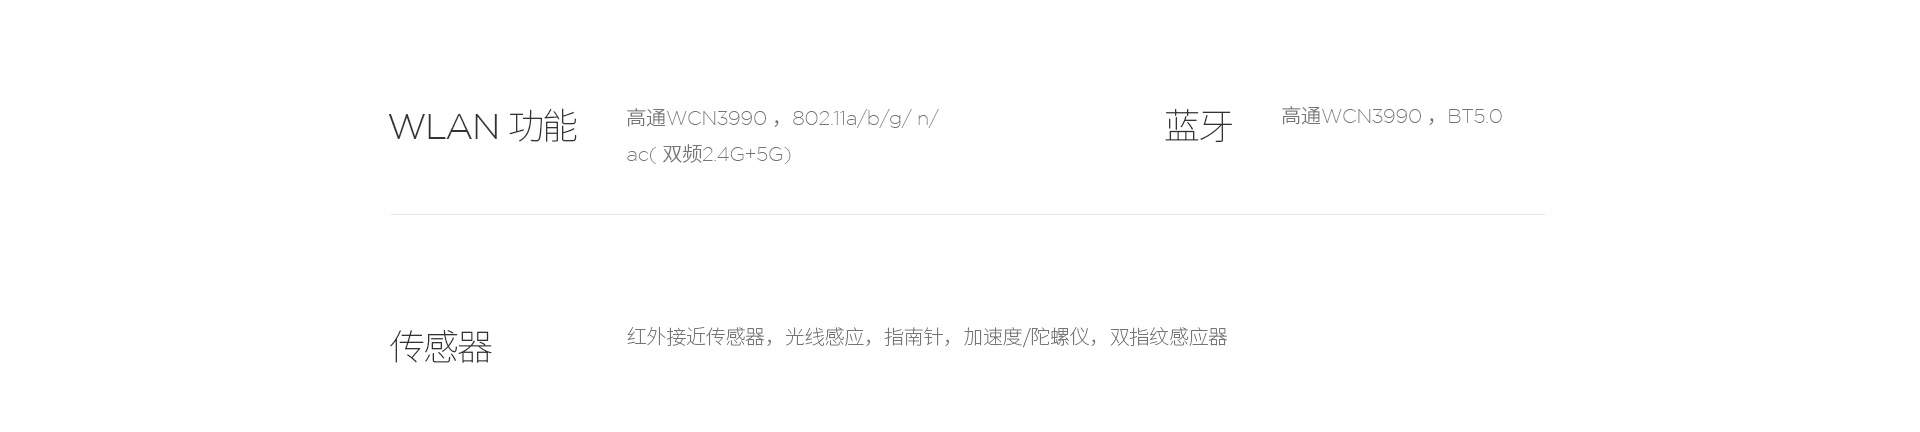 WLAN 功能
高通WCN3990 ，802.11a/b/g/ n/
ac( 双频2.4G+5G)
蓝牙
高通WCN3990 ，BT5.0
传感器
红外接近传感器，光线感应，指南针，加速度/陀螺仪，双指纹感应器